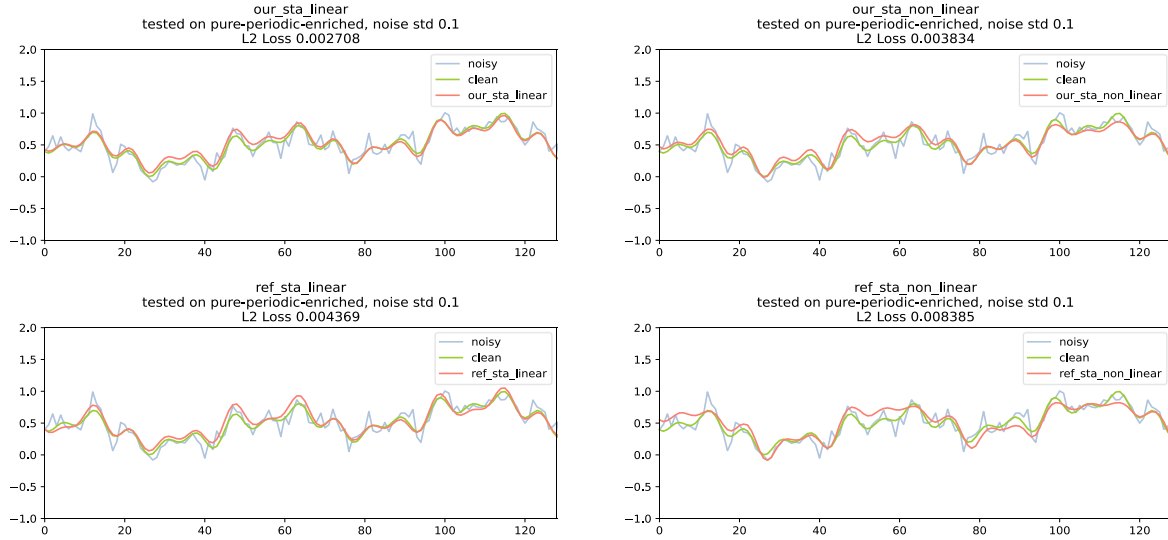 our_sta_linear
tested on pure-periodic-enriched, noise std 0.1
L2 Loss 0.002708
2.0
1.5
1.0
0.5
0.0
−0.5
−1.0
0 20 40 60 80 100 120
noisy
clean
our_sta_linear
our_sta_non_linear
tested on pure-periodic-enriched, noise std 0.1
L2 Loss 0.003834
2.0
1.5
1.0
0.5
0.0
−0.5
−1.0
0 20 40 60 80 100 120
noisy
clean
our_sta_non_linear
ref_sta_linear
tested on pure-periodic-enriched, noise std 0.1
L2 Loss 0.004369
2.0
1.5
1.0
0.5
0.0
−0.5
−1.0
0 20 40 60 80 100 120
noisy
clean
ref_sta_linear
ref_sta_non_linear
tested on pure-periodic-enriched, noise std 0.1
L2 Loss 0.008385
2.0
1.5
1.0
0.5
0.0
−0.5
−1.0
0 20 40 60 80 100 120
noisy
clean
ref_sta_non_linear